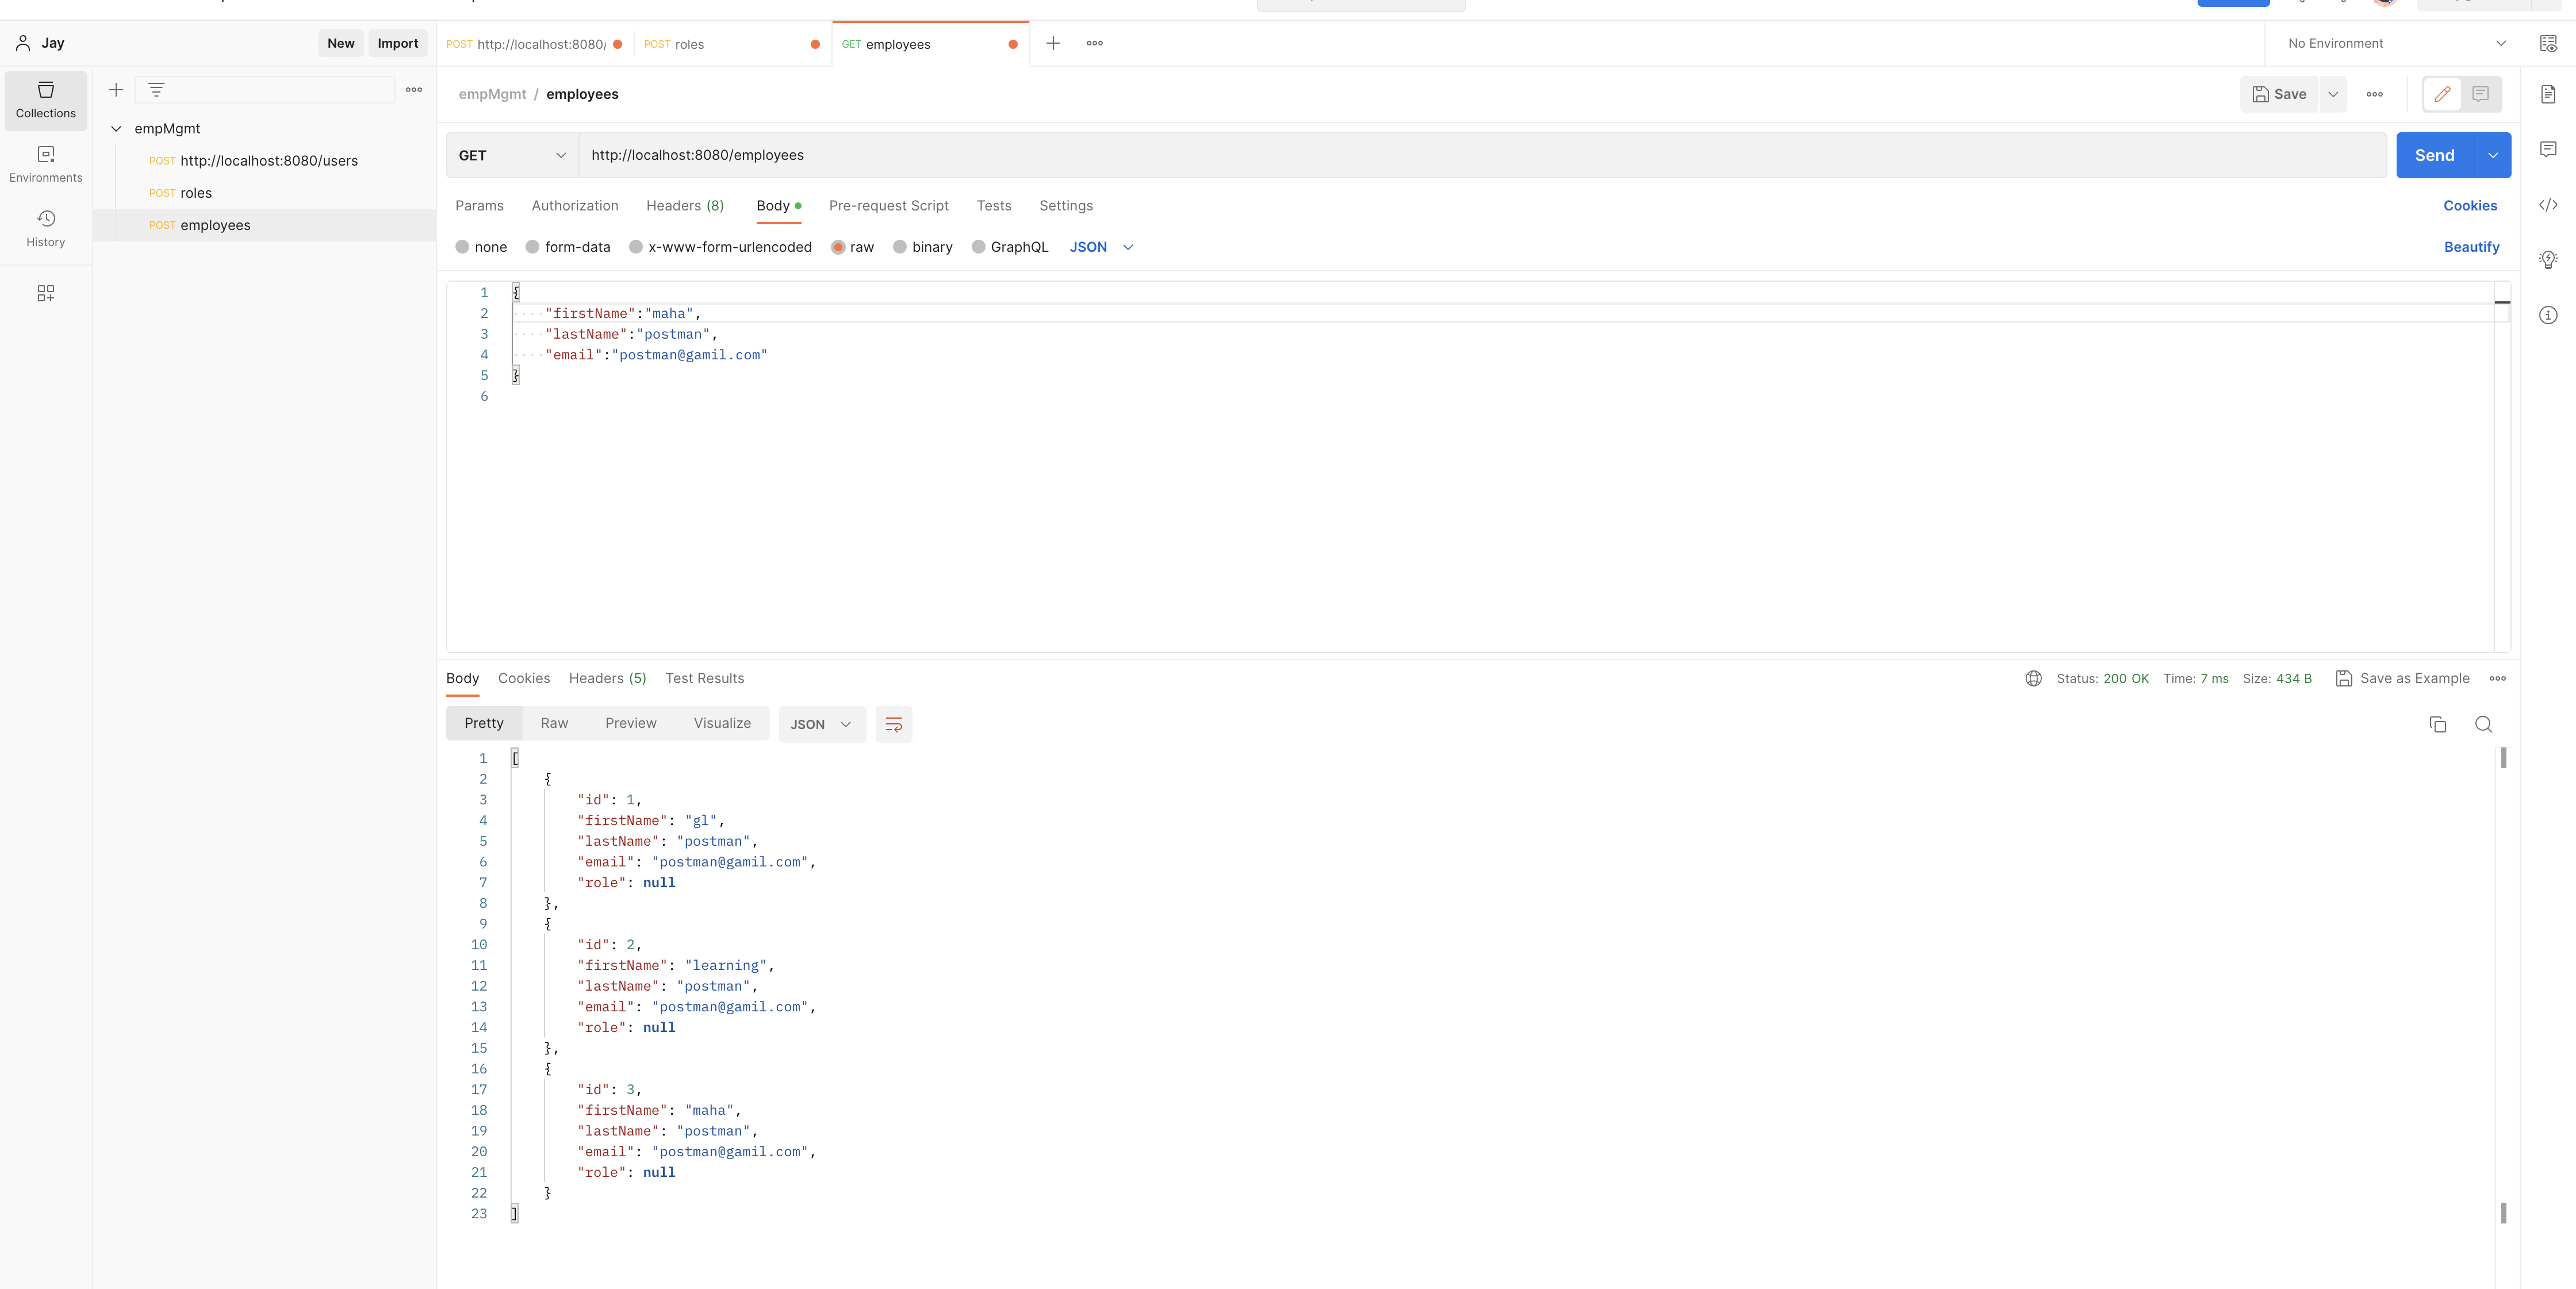 Jay
New
Import
POST http://localhost:8080/
POST roles
GET employees
No Environment
Collections
Environments
History
empMgmt
POST http://localhost:8080/users
POST roles
POST employees
empMgmt / employees
Save
GET
http://localhost:8080/employees
Send
Params Authorization Headers (8) Body Pre-request Script Tests Settings
Cookies
none form-data x-www-form-urlencoded raw binary GraphQL JSON
Beautify
1 {
2 "firstName":"maha",
3 "lastName":"postman",
4 "email":"postman@gamil.com"
5 }
6
Body Cookies Headers (5) Test Results
Status: 200 OK Time: 7 ms Size: 434 B Save as Example
Pretty Raw Preview Visualize JSON
1 [
2 {
3 "id": 1,
4 "firstName": "gl",
5 "lastName": "postman",
6 "email": "postman@gamil.com",
7 "role": null
8 },
9 {
10 "id": 2,
11 "firstName": "learning",
12 "lastName": "postman",
13 "email": "postman@gamil.com",
14 "role": null
15 },
16 {
17 "id": 3,
18 "firstName": "maha",
19 "lastName": "postman",
20 "email": "postman@gamil.com",
21 "role": null
22 }
23 ]